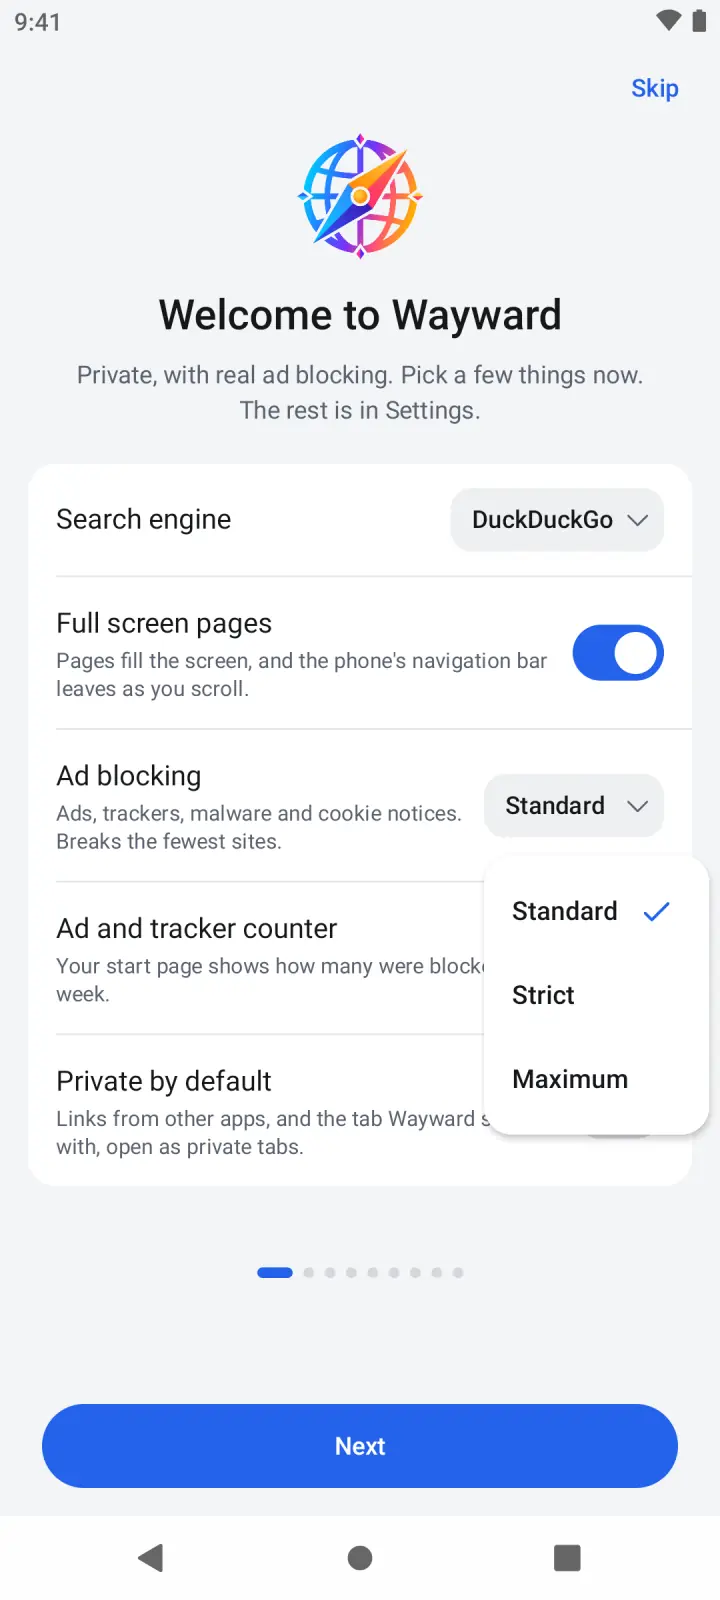 9:41
Skip
Welcome to Wayward
Private, with real ad blocking. Pick a few things now.
The rest is in Settings.
Search engine
DuckDuckGo
Full screen pages
Pages fill the screen, and the phone's navigation bar
leaves as you scroll.
Ad blocking
Ads, trackers, malware and cookie notices.
Breaks the fewest sites.
Standard
Standard
Strict
Maximum
Ad and tracker counter
Your start page shows how many were
week.
Private by default
Links from other apps, and the tab Wayward
with, open as private tabs.
Next